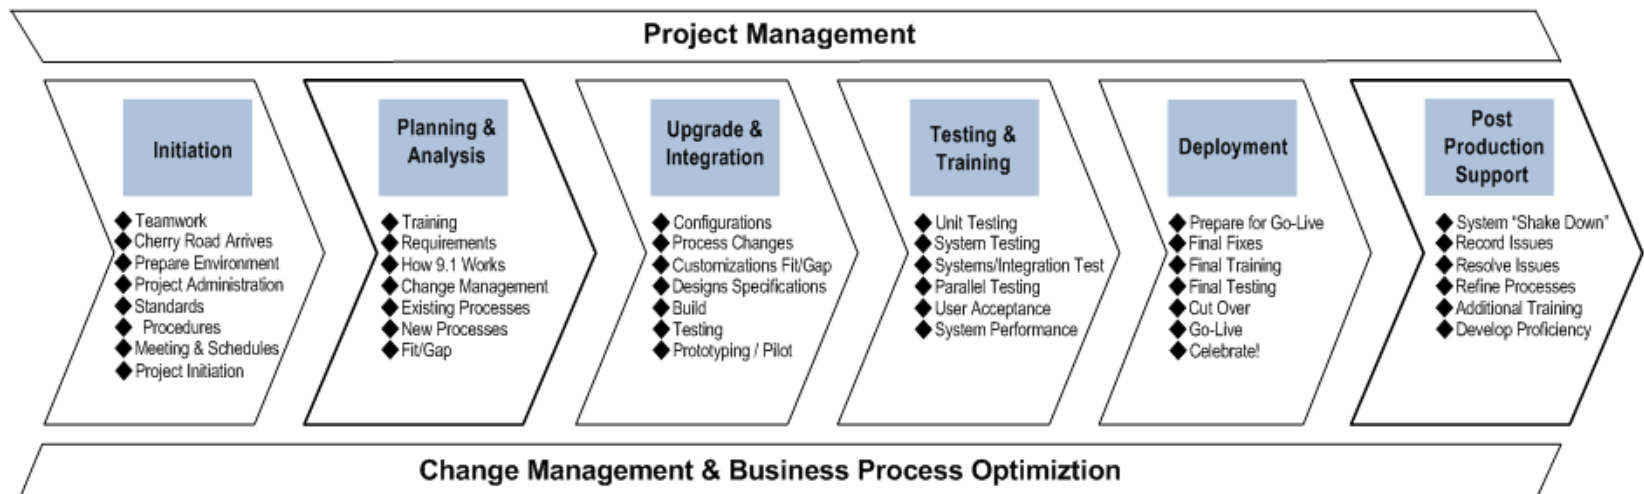 Project Management
Initiation
Teamwork
Cherry Road Arrives
Prepare Environment
Project Administration
Standards
Procedures
Meeting & Schedules
Project Initiation
Planning &
Analysis
Training
Requirements
How 9.1 Works
Change Management
Existing Processes
New Processes
Fit/Gap
Upgrade &
Integration
Configurations
Process Changes
Customizations Fit/Gap
Designs Specifications
Build
Testing
Prototyping / Pilot
Testing &
Training
Unit Testing
System Testing
Systems/Integration Test
Parallel Testing
User Acceptance
System Performance
Deployment
Prepare for Go-Live
Final Fixes
Final Training
Final Testing
Cut Over
Go-Live
Celebrate!
Post
Production
Support
System “Shake Down”
Record Issues
Resolve Issues
Refine Processes
Additional Training
Develop Proficiency
Change Management & Business Process Optimiztion